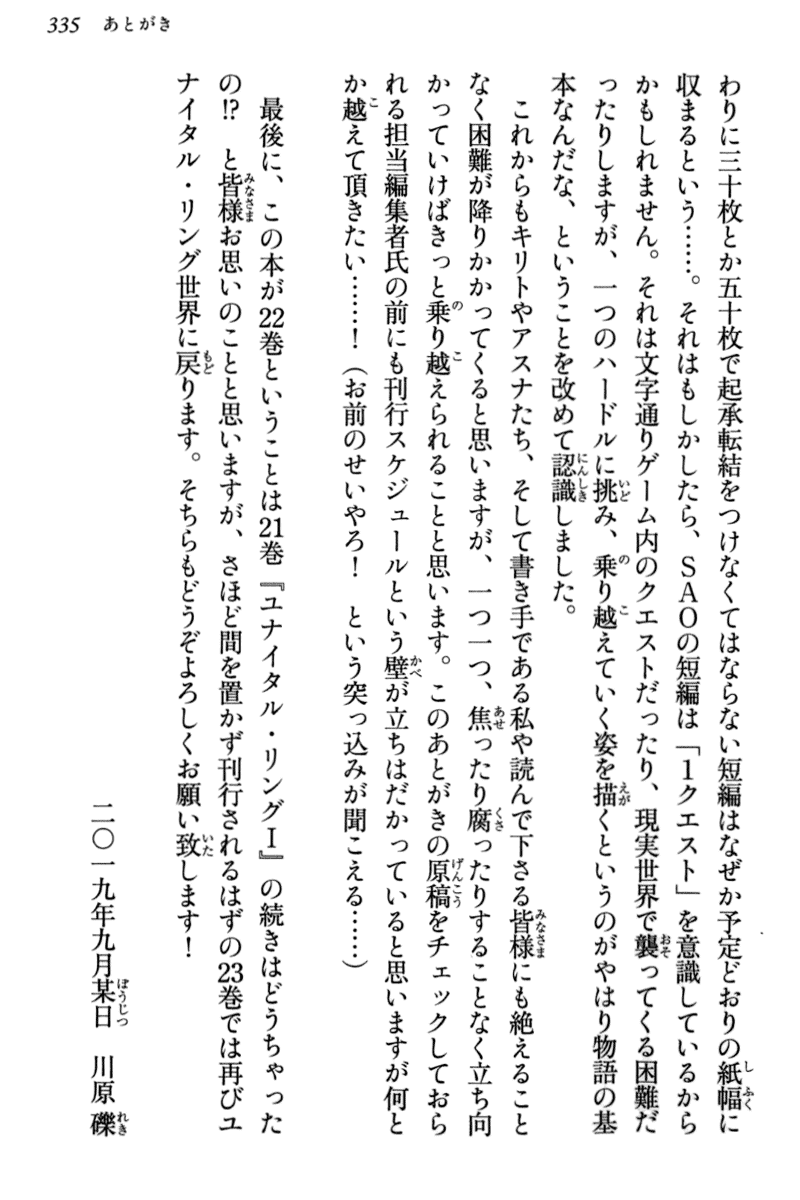 335 あとがき
わりに三十枚とか五十枚で起承転結をつけなくてはならない短編はなぜか予定どおりの紙幅に
収まるという……。それはもしかしたら、ＳＡＯの短編は「１クエスト」を意識しているから
かもしれません。それは文字通りゲーム内のクエストだったり、現実世界で襲ってくる困難だ
ったりしますが、一つのハードルに挑み、乗り越えていく姿を描くというのがやはり物語の基
本なんだな、ということを改めて認識しました。
これからもキリトやアスナたち、そして書き手である私や読んで下さる皆様にも絶えること
なく困難が降りかかってくると思いますが、一つ一つ、焦ったり腐ったりすることなく立ち向
かっていけばきっと乗り越えられることと思います。このあとがきの原稿をチェックしておら
れる担当編集者氏の前にも刊行スケジュールという壁が立ちはだかっていると思いますが何と
か越えて頂きたい……！（お前のせいやろ！　という突っ込みが聞こえる……）
最後に、この本が22巻ということは21巻『ユナイタル・リングⅠ』の続きはどうちゃった
の!?　と皆様お思いのことと思いますが、さほど間を置かず刊行されるはずの23巻では再びユ
ナイタル・リング世界に戻ります。そちらもどうぞよろしくお願い致します！
二〇一九年九月某日　川原 礫